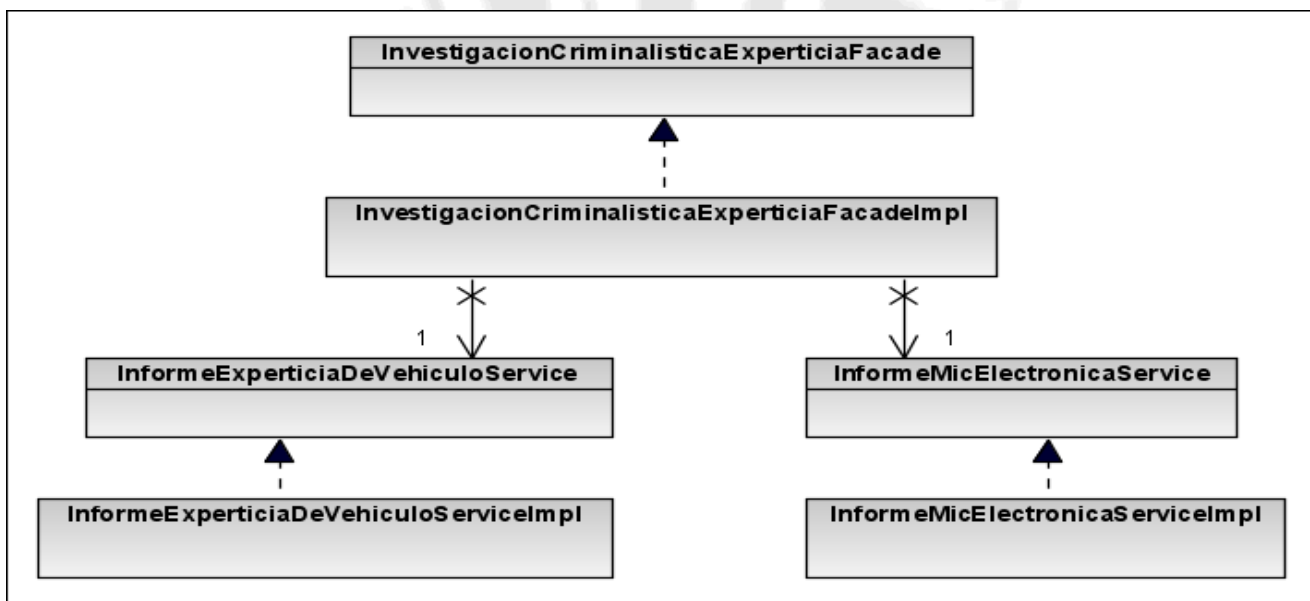 InvestigacionCriminalisticaExperticiaFacade
InvestigacionCriminalisticaExperticiaFacadeImpl
1
1
InformeExperticiaDeVehiculoService
InformeMicElectronicaService
InformeExperticiaDeVehiculoServiceImpl
InformeMicElectronicaServiceImpl